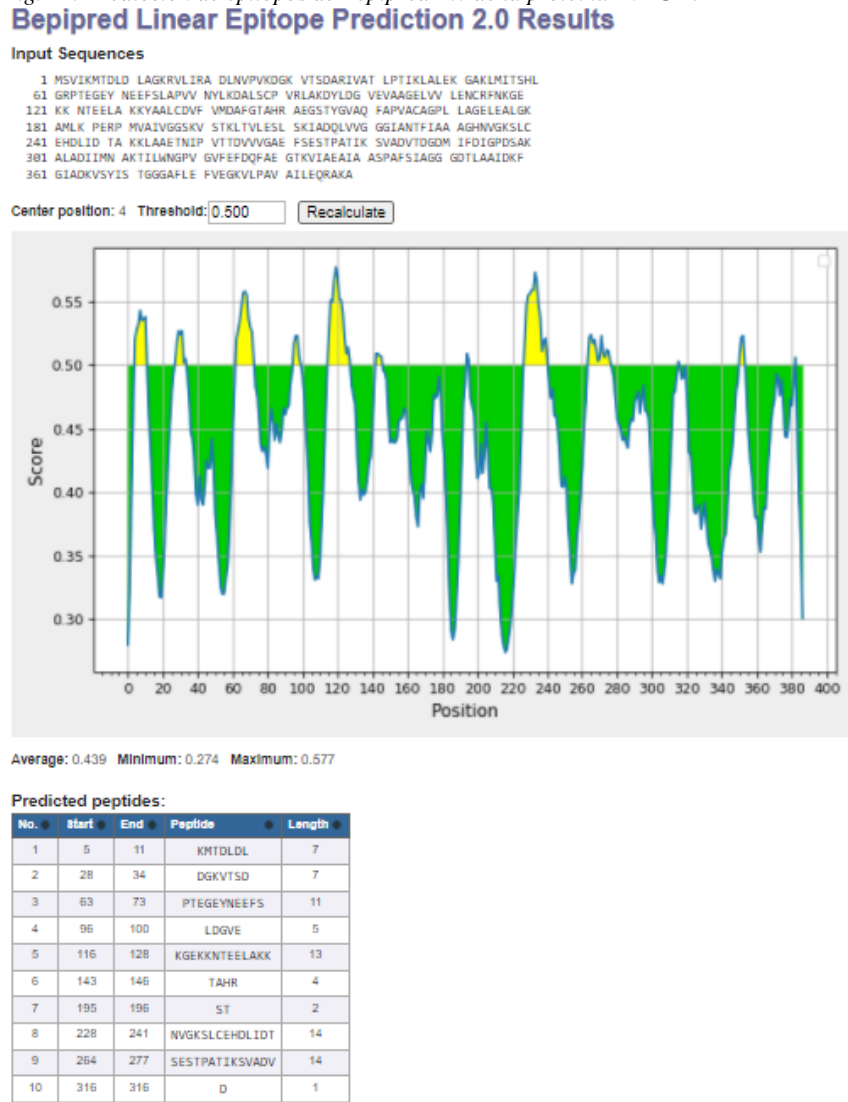 Bepipred Linear Epitope Prediction 2.0 Results
Input Sequences
1 MSVIKMTDLD LAGKRVLIRA DLNVPVKDGK VTSDARIVAT LPTIKLALEK GAKLMITSHL
61 GRPTEGEY NEEFSLAPVV NYLKDALSCP VRLAKDYLDG VEVAAGELVV LENCRFNKGE
121 KK NTEELA KKYAALCDVF VMDAFGTAHR AEGSTYGVAQ FAPVACAGPL LAGELEALGK
181 AMLK PERP MVAIVGGSKV STKLTVLESL SKIADQLVVG GGIANTFIAA AGHNVGKSLC
241 EHDLID TA KKLAAETNIP VTTDVVVGAE FSESTPATIK SVADVTDGDM IFDIGPDSAK
301 ALADIIMN AKTILWNGPV GVFEFDQFAE GTKVIAEAIA ASPAFSIAGG GDTLAAIDKF
361 GIADKVSYIS TGGGAFLE FVEGKVLPAV AILEQRAKA
Center position: 4 Threshold: 0.500 Recalculate
0.55
0.50
0.45
0.40
0.35
0.30
Score
0 20 40 60 80 100 120 140 160 180 200 220 240 260 280 300 320 340 360 380 400
Position
Average: 0.439 Minimum: 0.274 Maximum: 0.577
Predicted peptides:
No. Start End Peptide Length
1 5 11 KMTDLDL 7
2 28 34 DGKVTSD 7
3 63 73 PTEGEYNEEFS 11
4 96 100 LDGVE 5
5 116 128 KGEKKNTEELAKK 13
6 143 146 TAHR 4
7 195 196 ST 2
8 228 241 NVGKSLCEHDLIDT 14
9 264 277 SESTPATIKSVADV 14
10 316 316 D 1